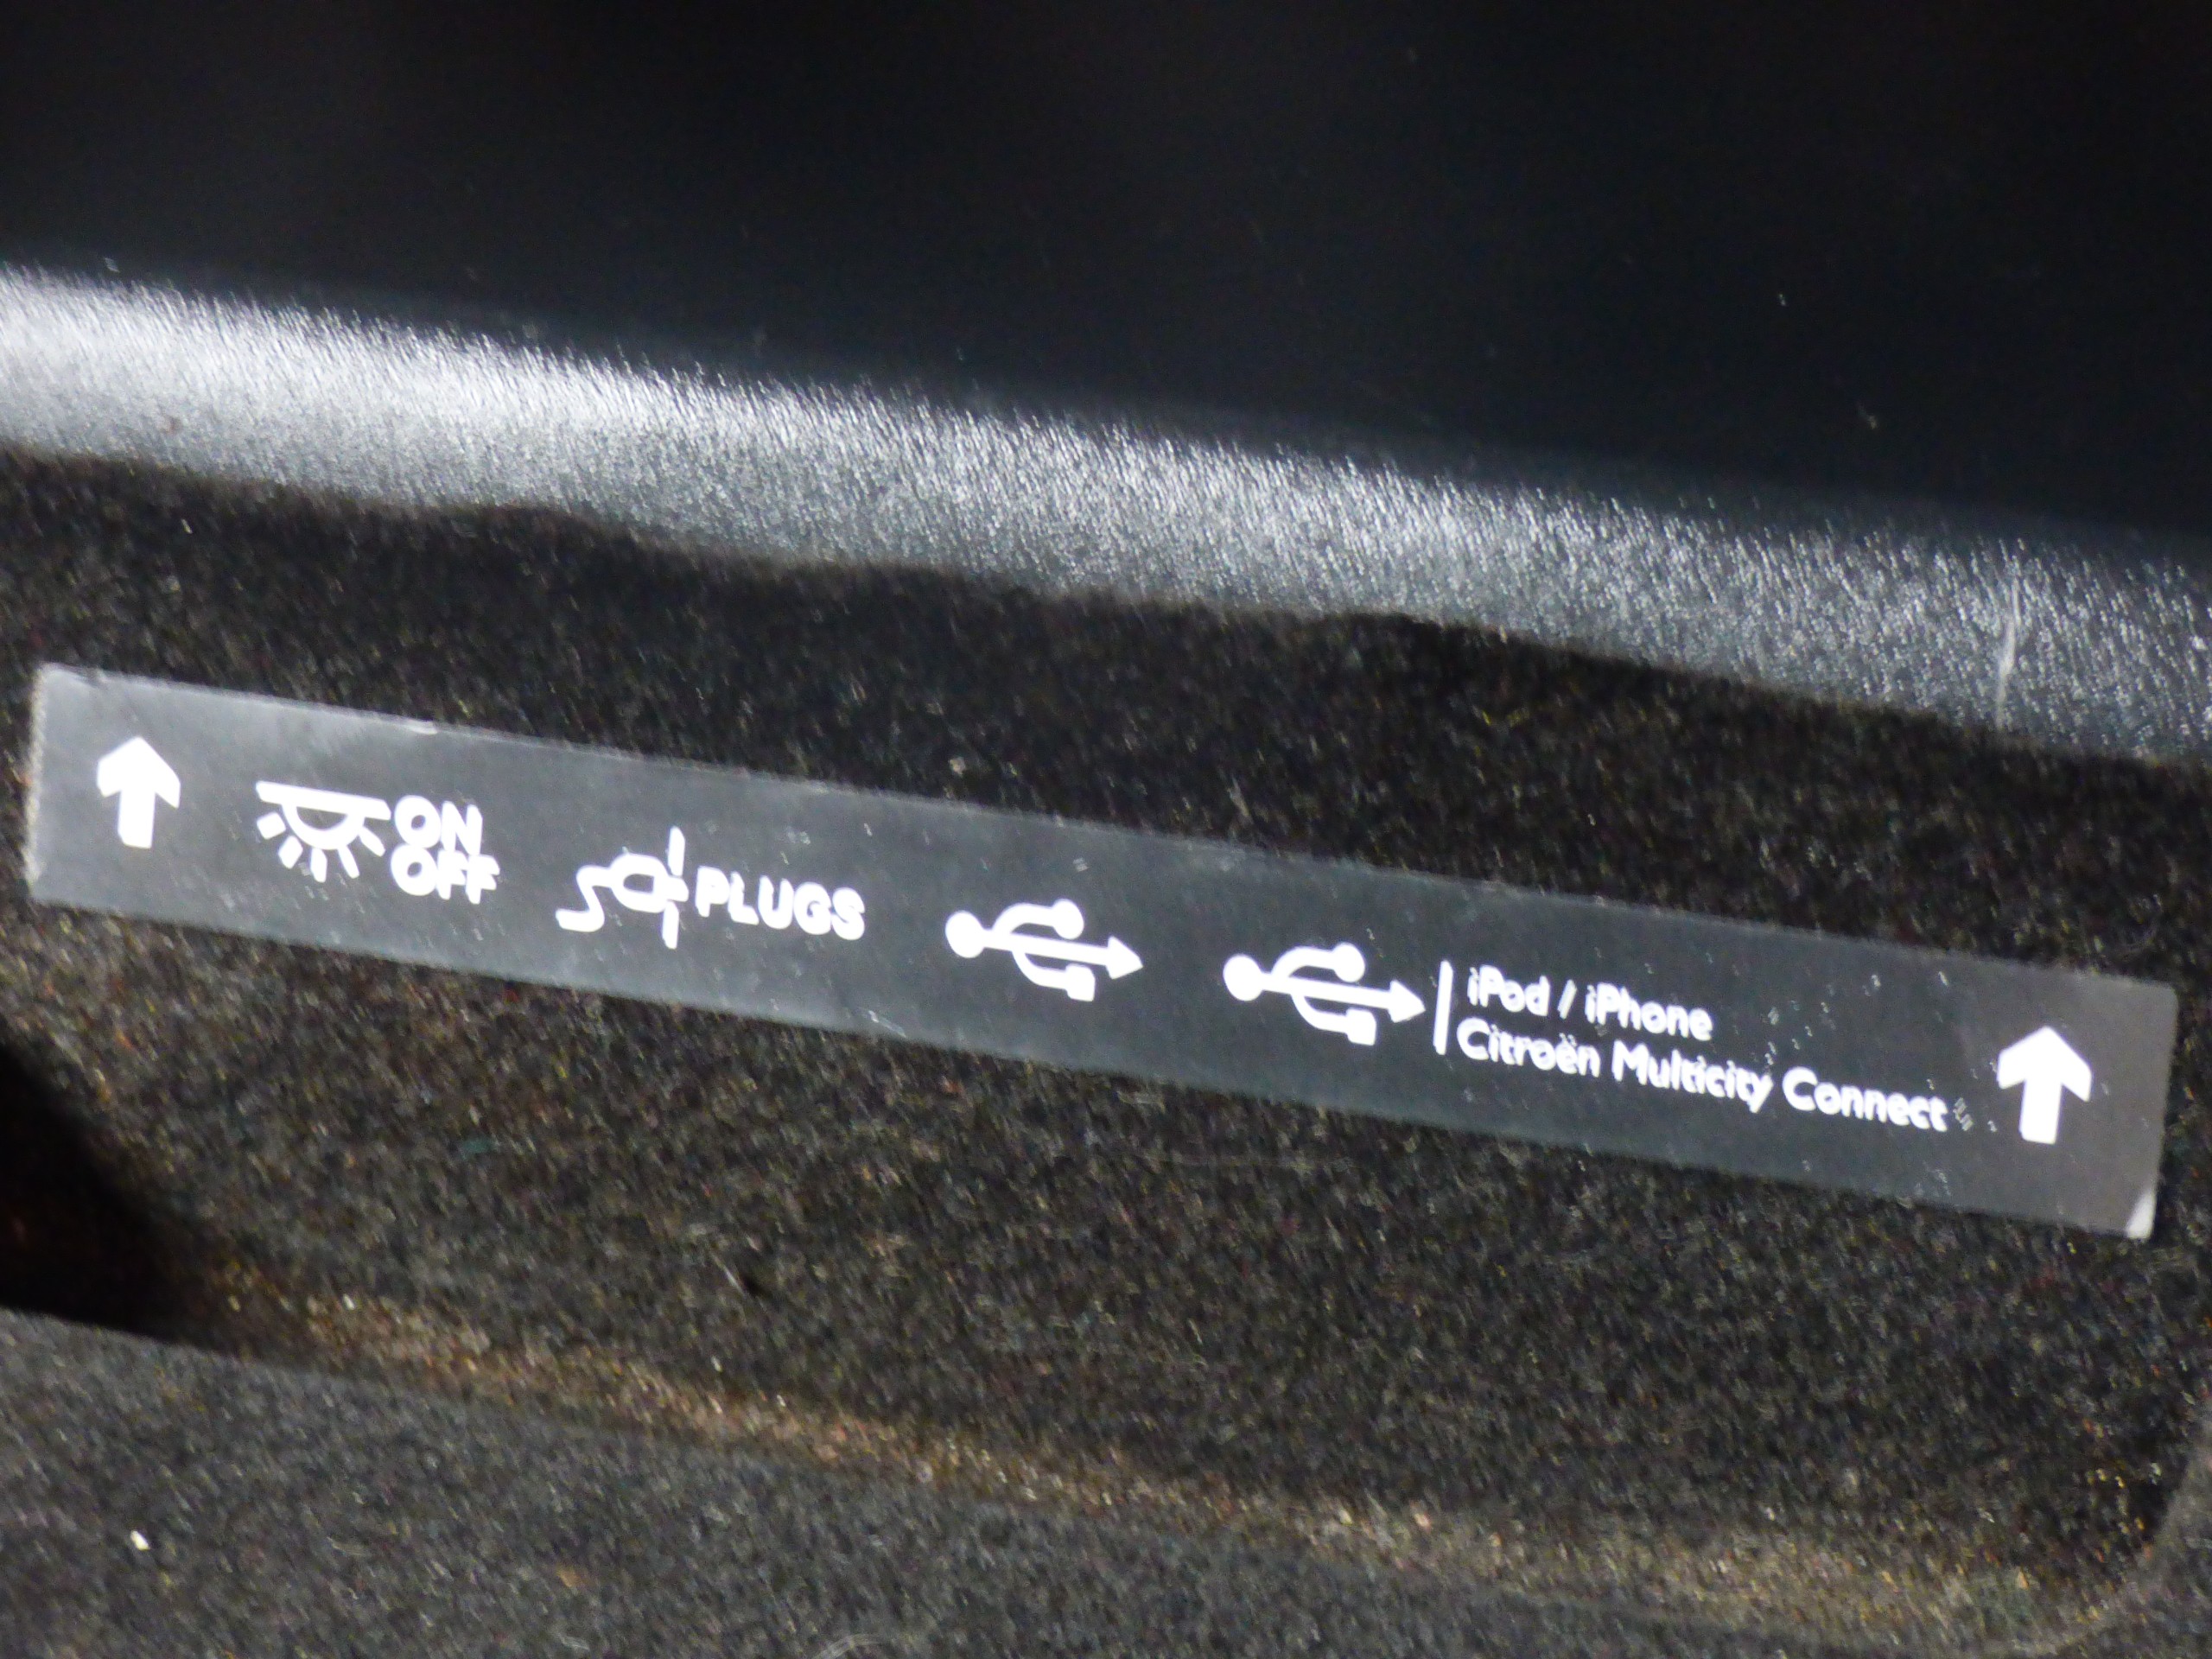 ON
OFF
PLUGS
iPod / iPhone
Citroën Multicity Connect